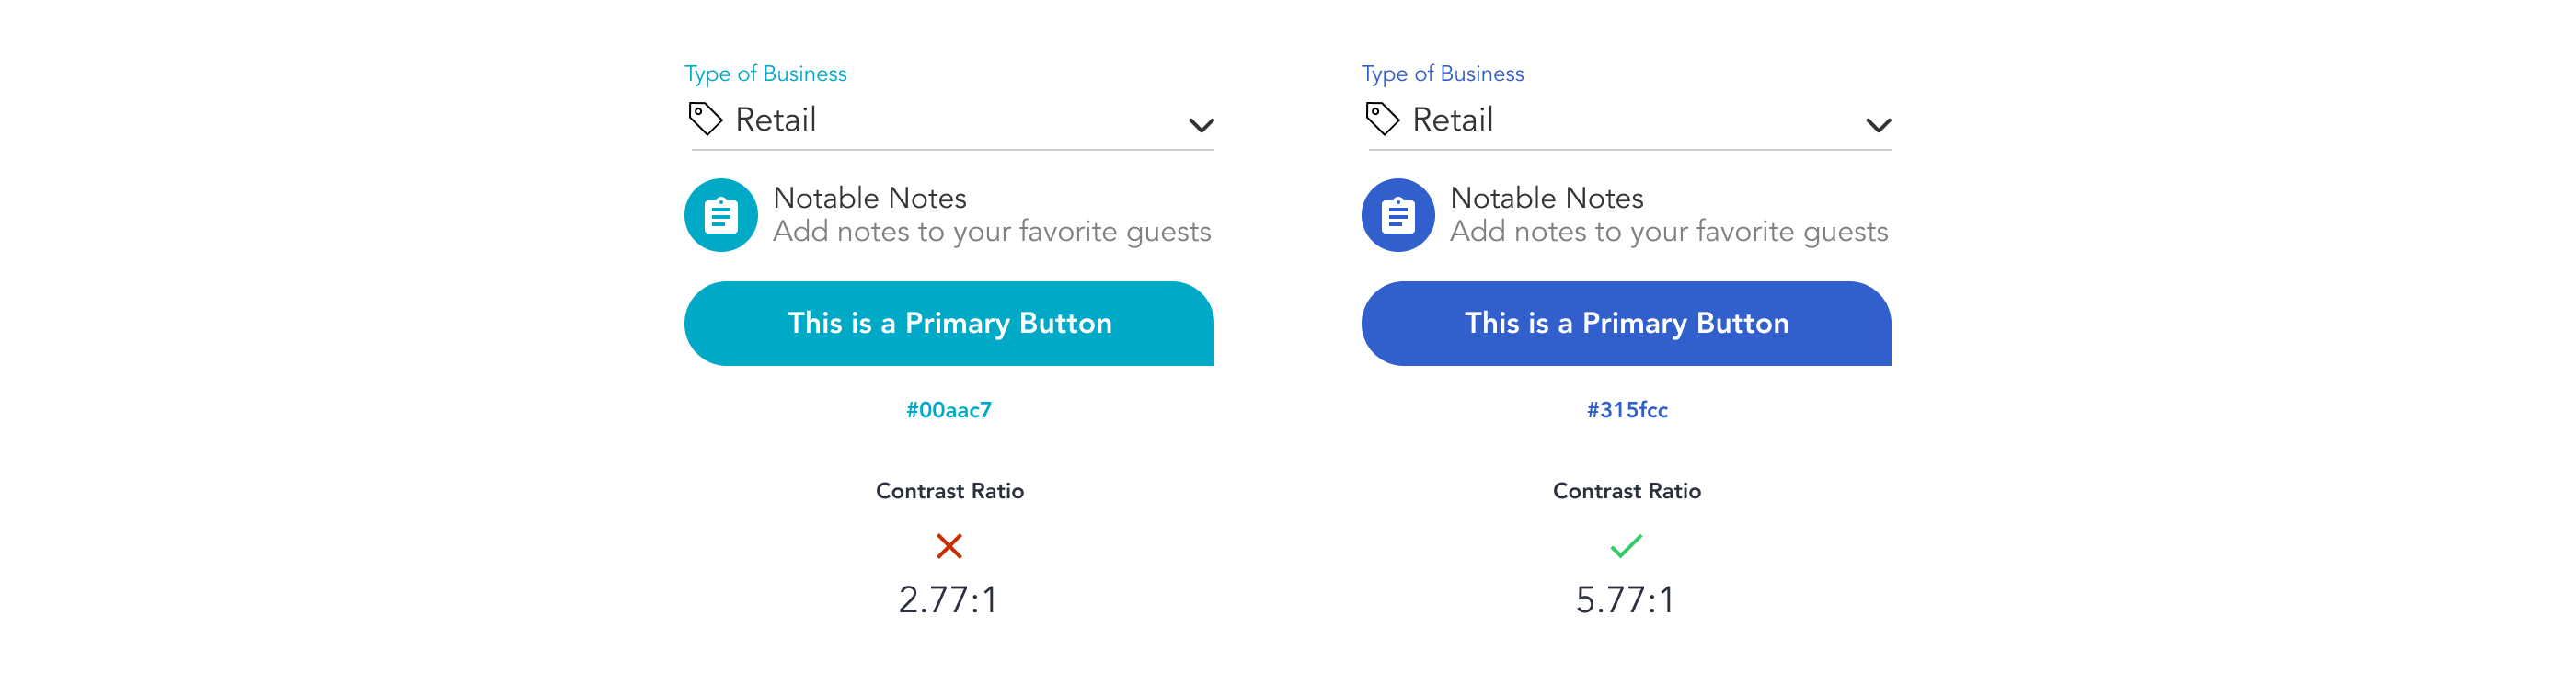 Type of Business
Retail
Notable Notes
Add notes to your favorite guests
This is a Primary Button
#00aac7
Contrast Ratio
2.77:1
Type of Business
Retail
Notable Notes
Add notes to your favorite guests
This is a Primary Button
#315fcc
Contrast Ratio
5.77:1